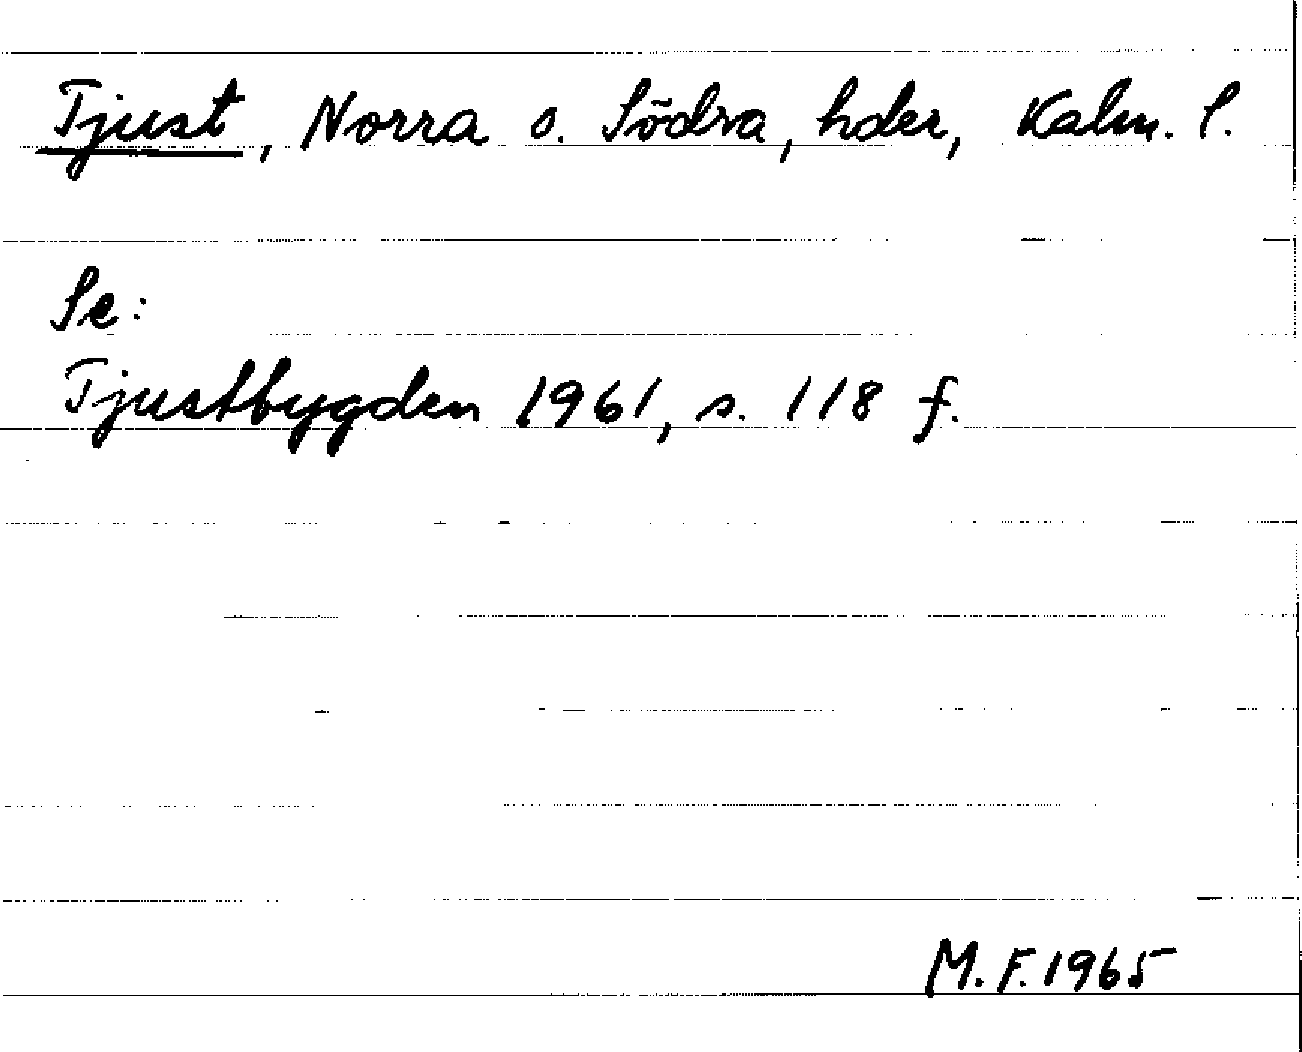 Tjust, Norra o. Södra, hder, Kalm. l.
Se:
Tjustbygden 1961, s. 118 f.
M.F. 1965